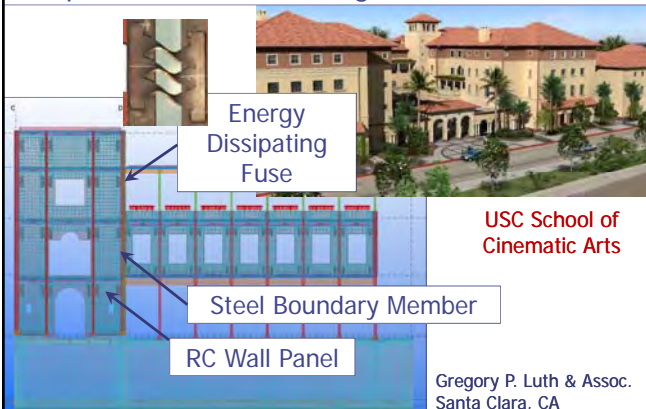 Energy
Dissipating
Fuse
USC School of
Cinematic Arts
Steel Boundary Member
RC Wall Panel
Gregory P. Luth & Assoc.
Santa Clara, CA